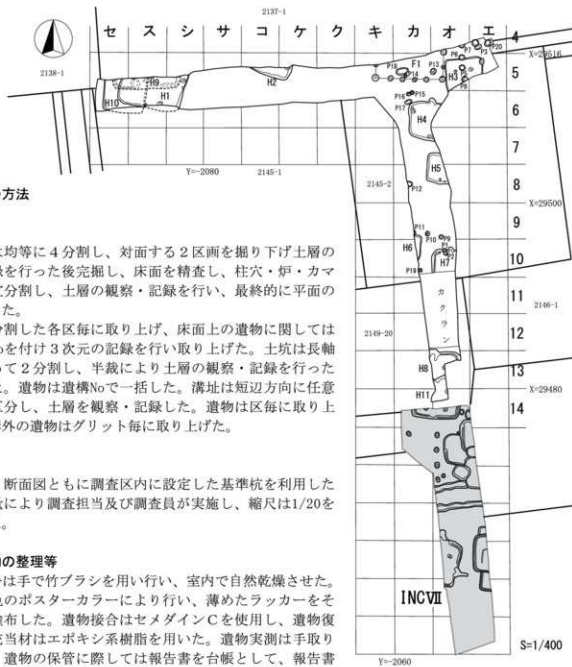 2137-1
セ ス シ サ コ ケ ク キ カ オ エ
4
X=29516
5
6
7
8
X=29500
9
10
11
12
13
X=29480
14
2138-1
H9
H10
H1
H2
P18
F1
P14
P13
P7
P3
P20
P6
H3
P8
P16
P15
P17
H4
Y=-2080
2145-1
2145-2
H5
P12
P11
P10
P9
P1
H6
H7
P19
カクラン
2146-1
2149-20
H8
H11
INCⅦ
Y=-2060
S=1/400
方法
は均等に4分割し、対面する2区画を掘り下げ土層の
を行った後完掘し、床面を精査し、柱穴・炉・カマ
分割し、土層の観察・記録を行い、最終的に平面の
た。
分割した各区毎に取り上げ、床面上の遺物に関しては
を付け3次元の記録を行い取り上げた。土坑は長軸
って2分割し、半裁により土層の観察・記録を行った
。遺物は遺構Noで一括した。溝址は短辺方向に任意
区分し、土層を観察・記録した。遺物は区毎に取り上
外の遺物はグリット毎に取り上げた。
断面図ともに調査区内に設定した基準杭を利用した
により調査担当及び調査員が実施し、縮尺は1/20を
。
の整理等
は手で竹ブラシを用い行い、室内で自然乾燥させた。
色のポスターカラーにより行い、薄めたラッカーをそ
布した。遺物接合はセメダインCを使用し、遺物復
充当材はエポキシ系樹脂を用いた。遺物実測は手取り
遺物の保管に際しては報告書を台帳として、報告書